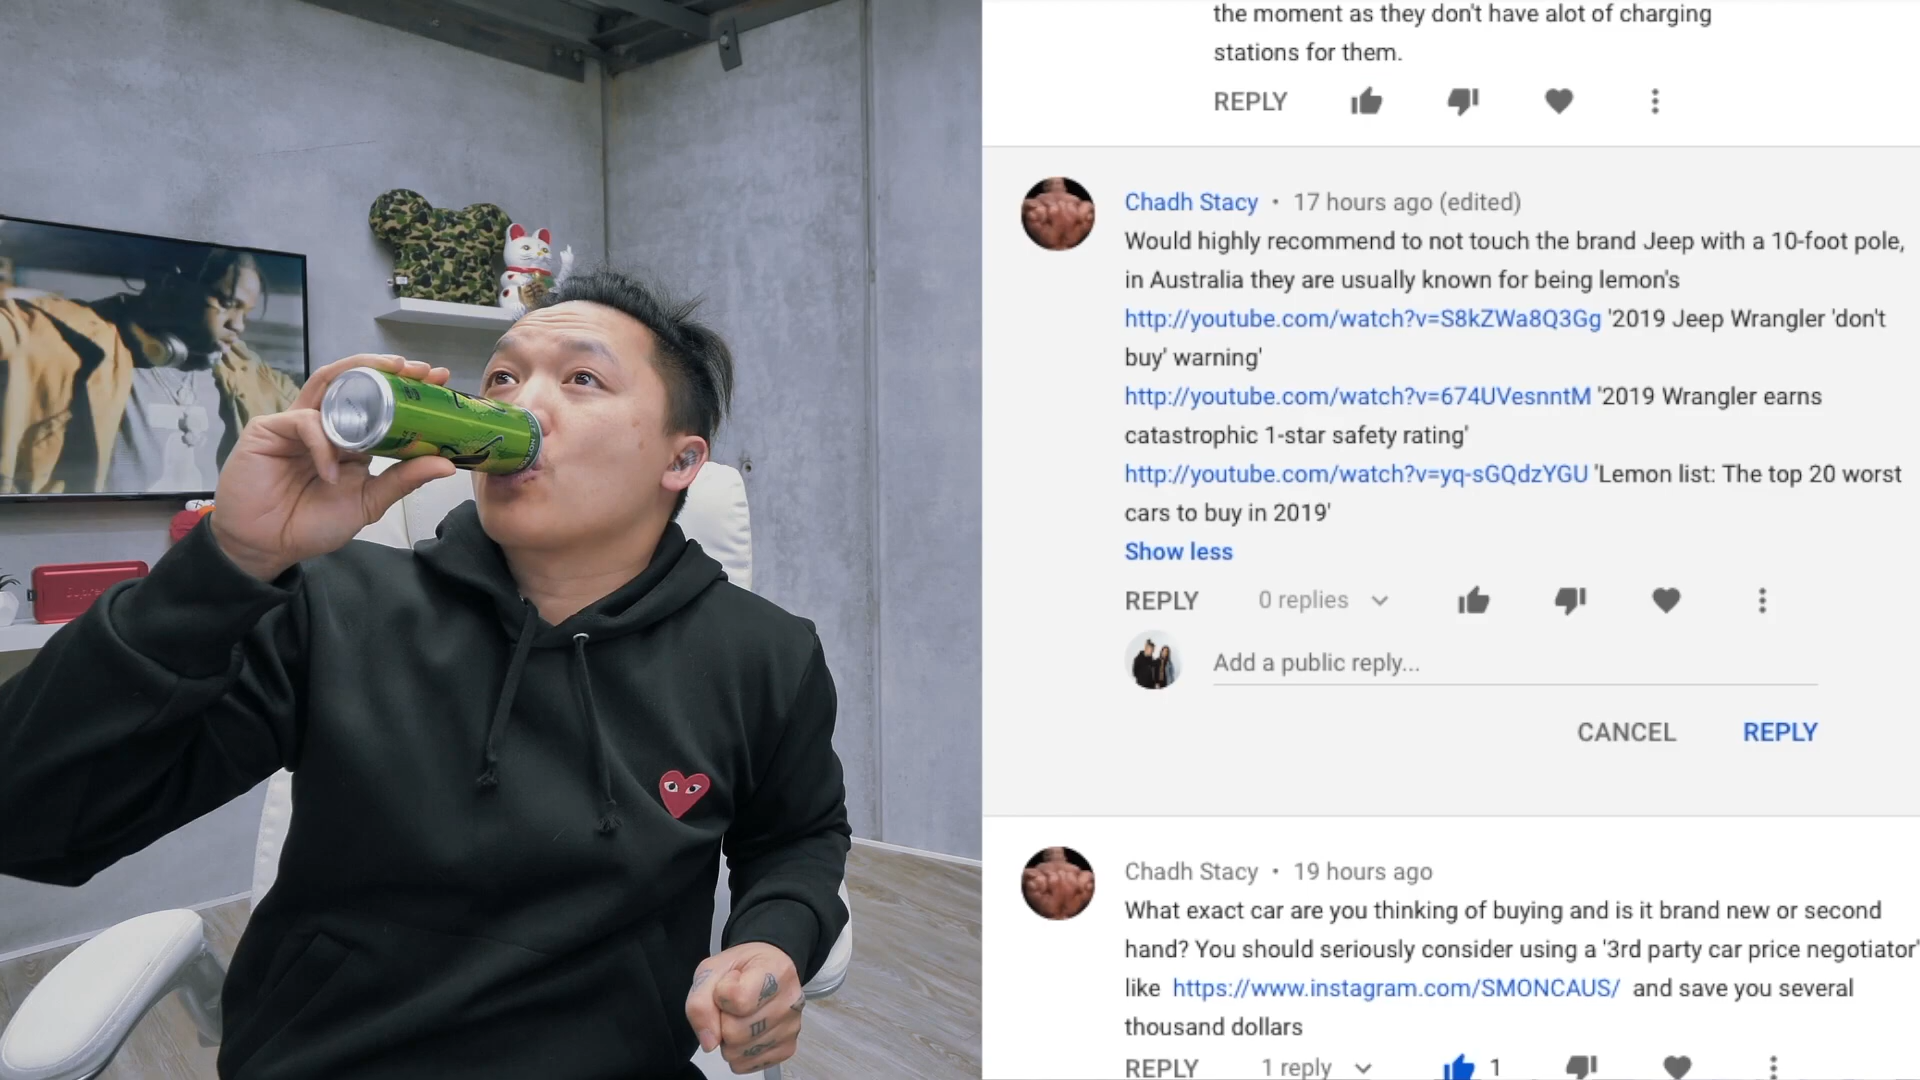 the moment as they don't have alot of charging
stations for them.
REPLY
Chadh Stacy • 17 hours ago (edited)
Would highly recommend to not touch the brand Jeep with a 10-foot pole,
in Australia they are usually known for being lemon's
http://youtube.com/watch?v=S8kZWa8Q3Gg '2019 Jeep Wrangler 'don't
buy' warning'
http://youtube.com/watch?v=674UVesnntM '2019 Wrangler earns
catastrophic 1-star safety rating'
http://youtube.com/watch?v=yq-sGQdzYGU 'Lemon list: The top 20 worst
cars to buy in 2019'
Show less
REPLY 0 replies
Add a public reply...
CANCEL REPLY
Chadh Stacy • 19 hours ago
What exact car are you thinking of buying and is it brand new or second
hand? You should seriously consider using a '3rd party car price negotiator'
like https://www.instagram.com/SMONCAUS/ and save you several
thousand dollars
REPLY 1 reply 1